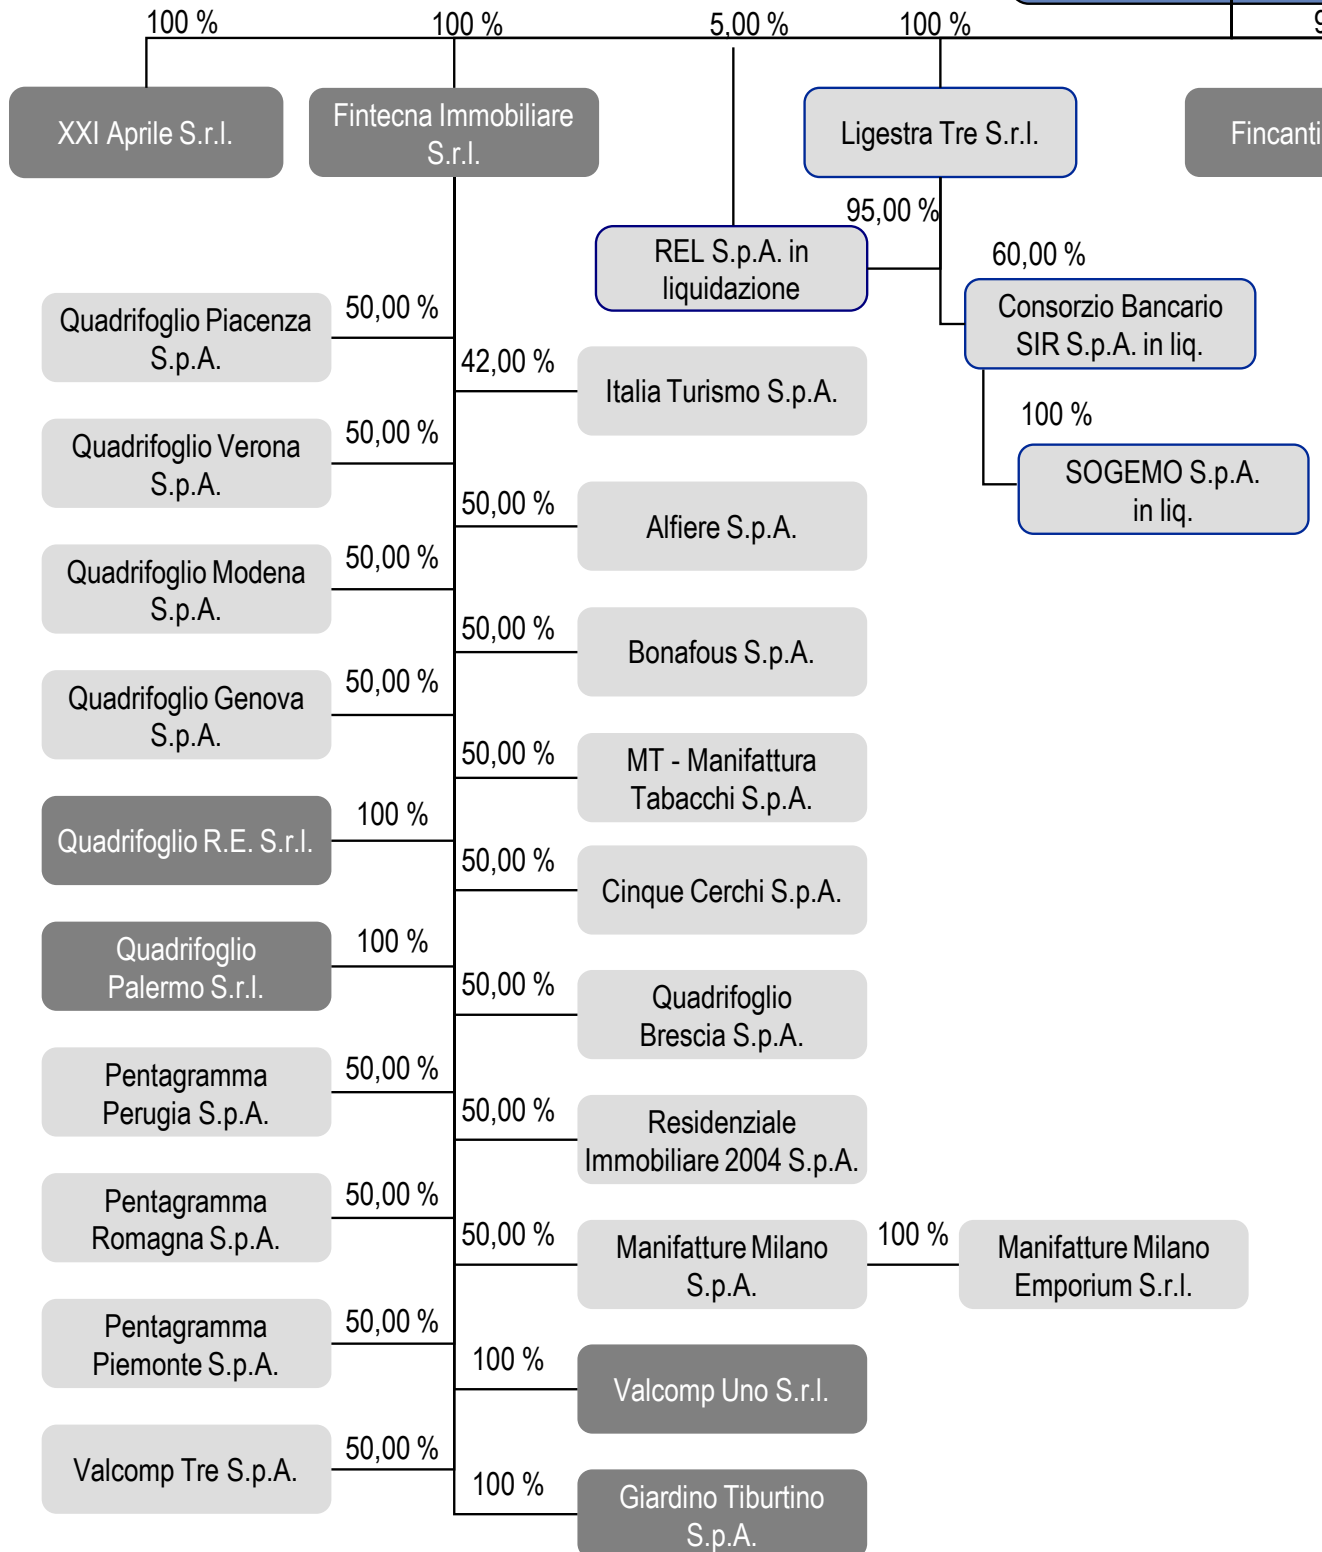 100 %
100 %
5,00 %
100 %
9
XXI Aprile S.r.l.
Fintecna Immobiliare
S.r.l.
Ligestra Tre S.r.l.
Fincanti
95,00 %
REL S.p.A. in
liquidazione
60,00 %
Consorzio Bancario
SIR S.p.A. in liq.
100 %
SOGEMO S.p.A.
in liq.
Quadrifoglio Piacenza
S.p.A.
50,00 %
42,00 %
Italia Turismo S.p.A.
Quadrifoglio Verona
S.p.A.
50,00 %
50,00 %
Alfiere S.p.A.
Quadrifoglio Modena
S.p.A.
50,00 %
50,00 %
Bonafous S.p.A.
Quadrifoglio Genova
S.p.A.
50,00 %
50,00 %
MT - Manifattura
Tabacchi S.p.A.
Quadrifoglio R.E. S.r.l.
100 %
50,00 %
Cinque Cerchi S.p.A.
Quadrifoglio
Palermo S.r.l.
100 %
50,00 %
Quadrifoglio
Brescia S.p.A.
Pentagramma
Perugia S.p.A.
50,00 %
50,00 %
Residenziale
Immobiliare 2004 S.p.A.
Pentagramma
Romagna S.p.A.
50,00 %
50,00 %
Manifatture Milano
S.p.A.
100 %
Manifatture Milano
Emporium S.r.l.
Pentagramma
Piemonte S.p.A.
50,00 %
100 %
Valcomp Uno S.r.l.
Valcomp Tre S.p.A.
50,00 %
100 %
Giardino Tiburtino
S.p.A.